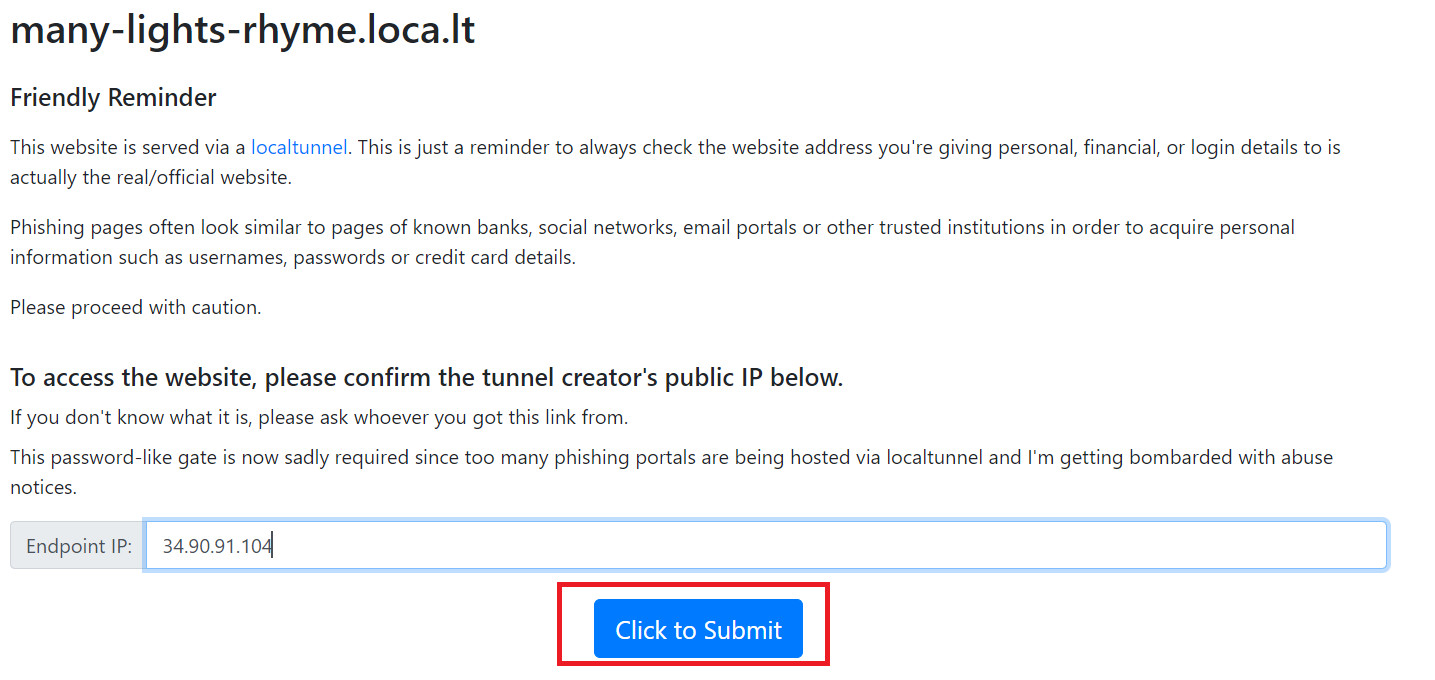 many-lights-rhyme.loca.lt
Friendly Reminder
This website is served via a localtunnel. This is just a reminder to always check the website address you're giving personal, financial, or login details to is
actually the real/official website.
Phishing pages often look similar to pages of known banks, social networks, email portals or other trusted institutions in order to acquire personal
information such as usernames, passwords or credit card details.
Please proceed with caution.
To access the website, please confirm the tunnel creator's public IP below.
If you don't know what it is, please ask whoever you got this link from.
This password-like gate is now sadly required since too many phishing portals are being hosted via localtunnel and I'm getting bombarded with abuse
notices.
Endpoint IP: 34.90.91.104
Click to Submit